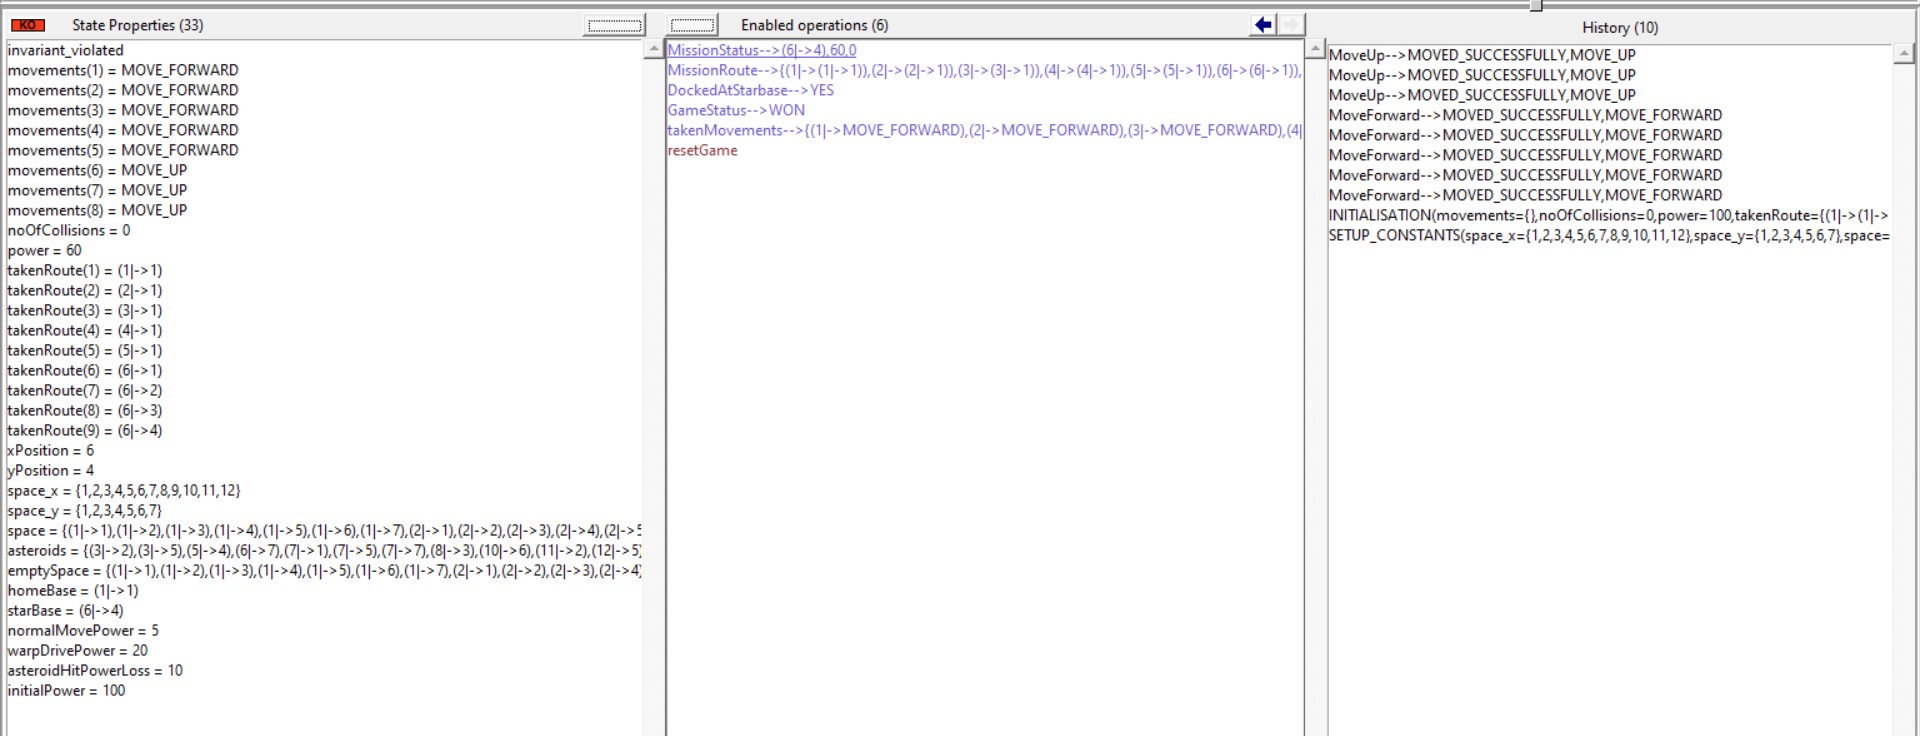 KO State Properties (33)
invariant_violated
movements(1) = MOVE_FORWARD
movements(2) = MOVE_FORWARD
movements(3) = MOVE_FORWARD
movements(4) = MOVE_FORWARD
movements(5) = MOVE_FORWARD
movements(6) = MOVE_UP
movements(7) = MOVE_UP
movements(8) = MOVE_UP
noOfCollisions = 0
power = 60
takenRoute(1) = (1|->1)
takenRoute(2) = (2|->1)
takenRoute(3) = (3|->1)
takenRoute(4) = (4|->1)
takenRoute(5) = (5|->1)
takenRoute(6) = (6|->1)
takenRoute(7) = (6|->2)
takenRoute(8) = (6|->3)
takenRoute(9) = (6|->4)
xPosition = 6
yPosition = 4
space_x = {1,2,3,4,5,6,7,8,9,10,11,12}
space_y = {1,2,3,4,5,6,7}
space = {(1|->1),(1|->2),(1|->3),(1|->4),(1|->5),(1|->6),(1|->7),(2|->1),(2|->2),(2|->3),(2|->4),(2|->5
asteroids = {(3|->2),(3|->5),(5|->4),(6|->7),(7|->1),(7|->5),(7|->7),(8|->3),(10|->6),(11|->2),(12|->5)
emptySpace = {(1|->1),(1|->2),(1|->3),(1|->4),(1|->5),(1|->6),(1|->7),(2|->1),(2|->2),(2|->3),(2|->4)
homeBase = (1|->1)
starBase = (6|->4)
normalMovePower = 5
warpDrivePower = 20
asteroidHitPowerLoss = 10
initialPower = 100
Enabled operations (6)
MissionStatus-->(6|->4),60,0
MissionRoute-->{(1|->(1|->1)),(2|->(2|->1)),(3|->(3|->1)),(4|->(4|->1)),(5|->(5|->1)),(6|->(6|->1)),
DockedAtStarbase-->YES
GameStatus-->WON
takenMovements-->{(1|->MOVE_FORWARD),(2|->MOVE_FORWARD),(3|->MOVE_FORWARD),(4|
resetGame
History (10)
MoveUp-->MOVED_SUCCESSFULLY,MOVE_UP
MoveUp-->MOVED_SUCCESSFULLY,MOVE_UP
MoveUp-->MOVED_SUCCESSFULLY,MOVE_UP
MoveForward-->MOVED_SUCCESSFULLY,MOVE_FORWARD
MoveForward-->MOVED_SUCCESSFULLY,MOVE_FORWARD
MoveForward-->MOVED_SUCCESSFULLY,MOVE_FORWARD
MoveForward-->MOVED_SUCCESSFULLY,MOVE_FORWARD
MoveForward-->MOVED_SUCCESSFULLY,MOVE_FORWARD
INITIALISATION(movements={},noOfCollisions=0,power=100,takenRoute={(1|->(1|->
SETUP_CONSTANTS(space_x={1,2,3,4,5,6,7,8,9,10,11,12},space_y={1,2,3,4,5,6,7},space=